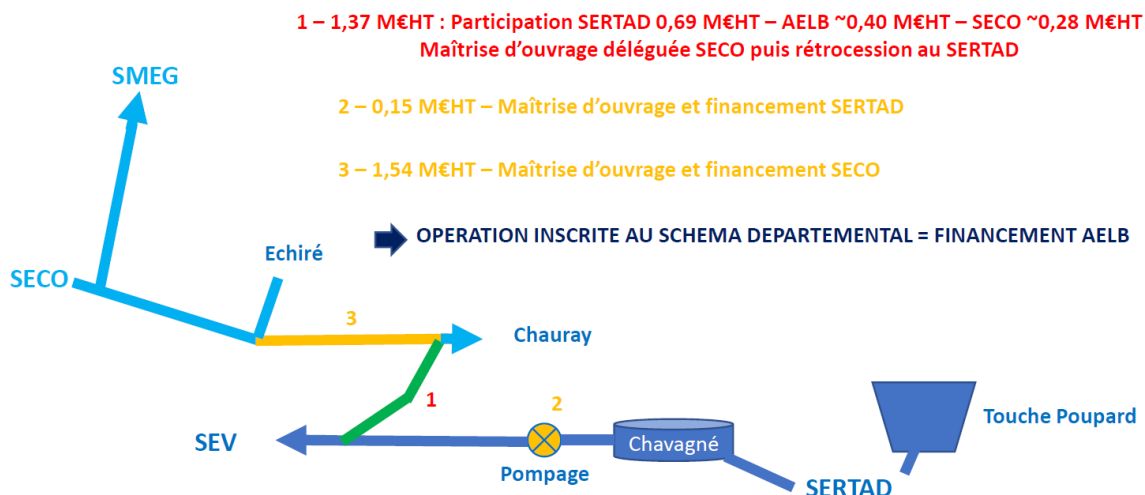 1 – 1,37 M€HT : Participation SERTAD 0,69 M€HT – AELB ~0,40 M€HT – SECO ~0,28 M€HT
Maîtrise d'ouvrage déléguée SECO puis rétrocession au SERTAD
SMEG
2 – 0,15 M€HT – Maîtrise d'ouvrage et financement SERTAD
3 – 1,54 M€HT – Maîtrise d'ouvrage et financement SECO
OPERATION INSCRITE AU SCHEMA DEPARTEMENTAL = FINANCEMENT AELB
Echiré
SECO
3
Chauray
1
2
Touche Poupard
SEV
Chavagné
Pompage
SERTAD